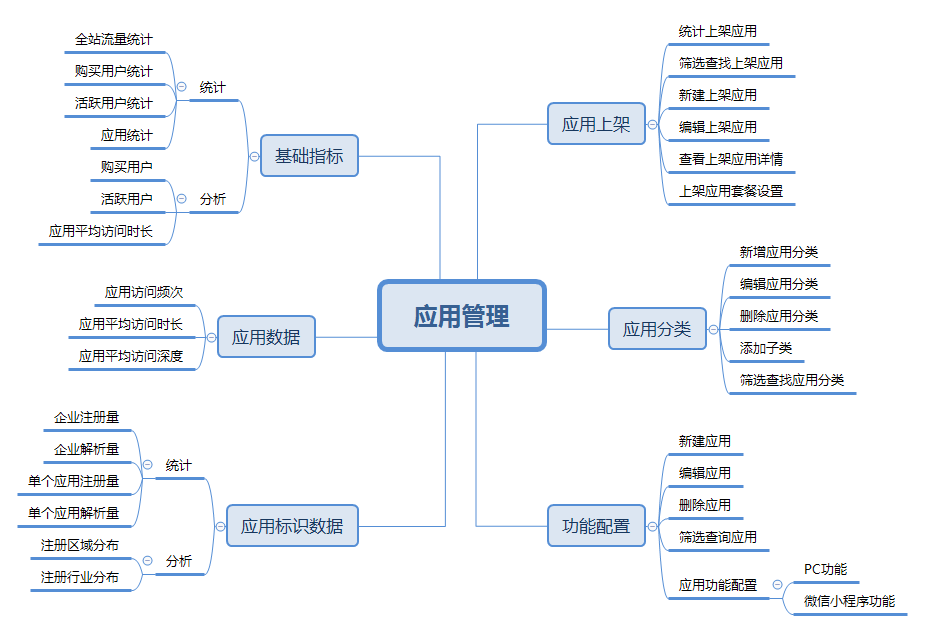 应用管理
应用上架
统计上架应用
筛选查找上架应用
新建上架应用
编辑上架应用
查看上架应用详情
上架应用套餐设置
应用分类
新增应用分类
编辑应用分类
删除应用分类
添加子类
筛选查找应用分类
功能配置
新建应用
编辑应用
删除应用
筛选查询应用
应用功能配置
PC功能
微信小程序功能
基础指标
统计
全站流量统计
购买用户统计
活跃用户统计
应用统计
分析
购买用户
活跃用户
应用平均访问时长
应用数据
应用访问频次
应用平均访问时长
应用平均访问深度
应用标识数据
统计
企业注册量
企业解析量
单个应用注册量
单个应用解析量
分析
注册区域分布
注册行业分布